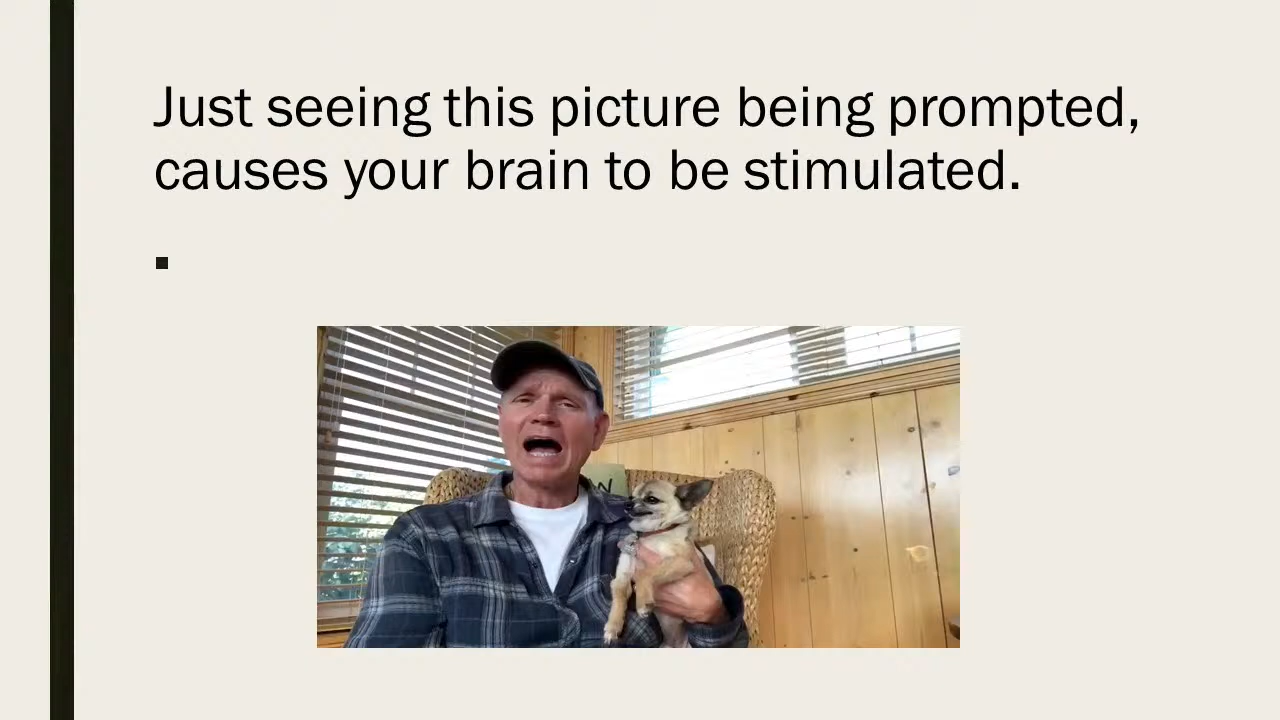 Just seeing this picture being prompted,
causes your brain to be stimulated.
W